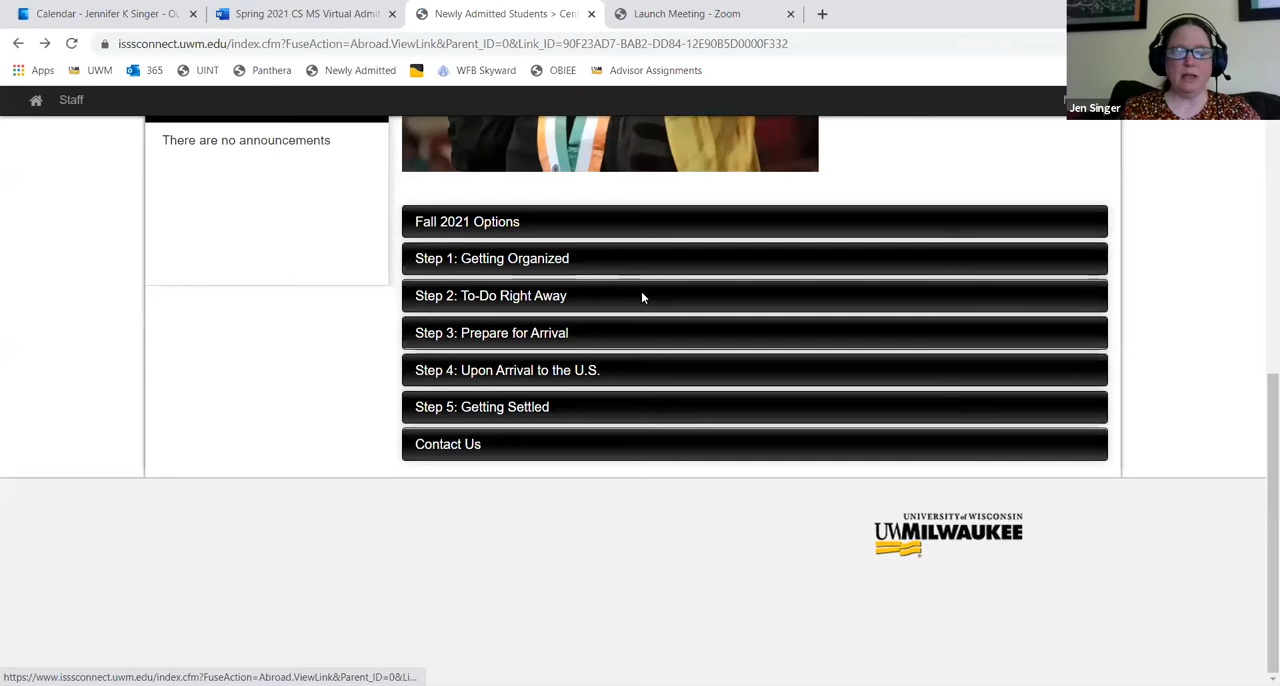 Calendar - Jennifer K Singer - Ou
Spring 2021 CS MS Virtual Admit
Newly Admitted Students > Cent
Launch Meeting - Zoom
isssconnect.uwm.edu/index.cfm?FuseAction=Abroad.ViewLink&Parent_ID=0&Link_ID=90F23AD7-BAB2-DD84-12E90B5D0000F332
Apps UWM 365 UINT Panthera Newly Admitted WFB Skyward OBIEE Advisor Assignments
Staff
Jen Singer
There are no announcements
Fall 2021 Options
Step 1: Getting Organized
Step 2: To-Do Right Away
Step 3: Prepare for Arrival
Step 4: Upon Arrival to the U.S.
Step 5: Getting Settled
Contact Us
UNIVERSITY of WISCONSIN
UWMILWAUKEE
https://www.isssconnect.uwm.edu/index.cfm?FuseAction=Abroad.ViewLink&Parent_ID=0&Li...